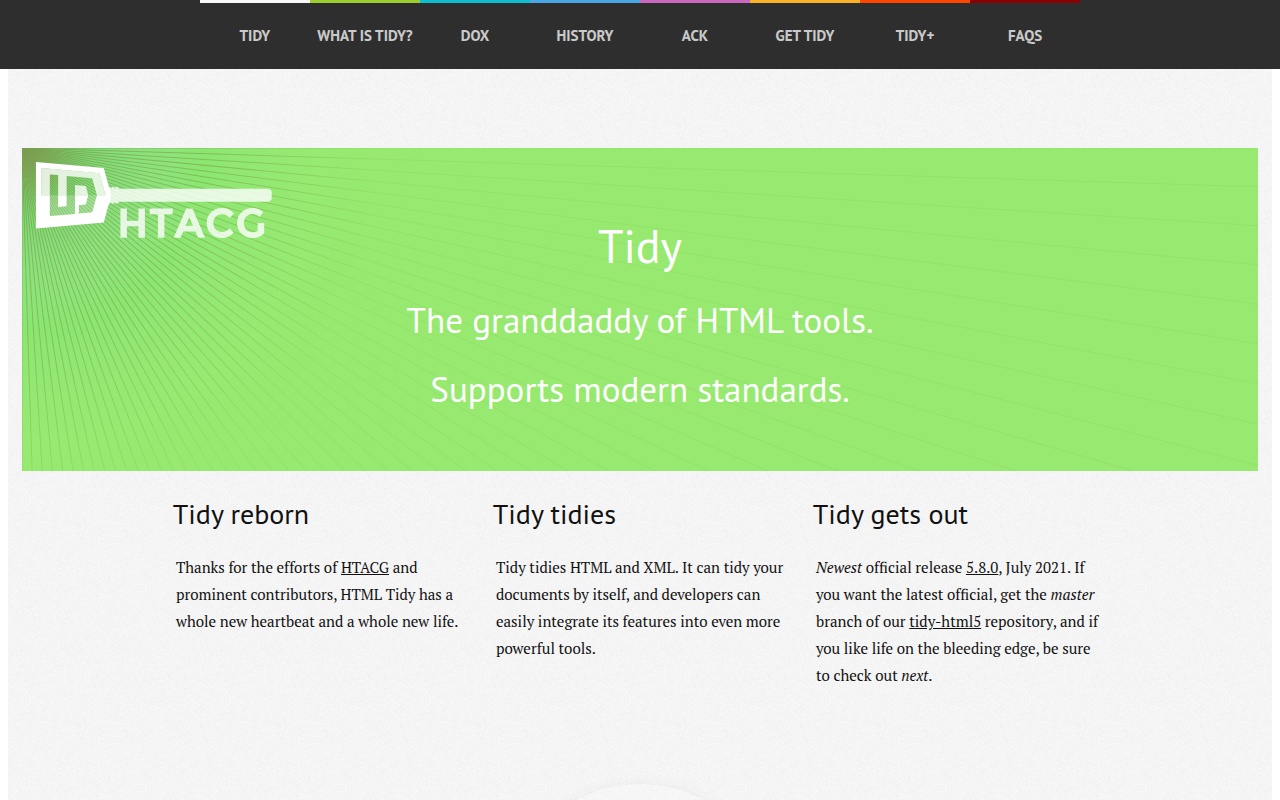 TIDY WHAT IS TIDY? DOX HISTORY ACK GET TIDY TIDY+ FAQS
HTACG
Tidy
The granddaddy of HTML tools.
Supports modern standards.
Tidy reborn
Thanks for the efforts of HTACG and
prominent contributors, HTML Tidy has a
whole new heartbeat and a whole new life.
Tidy tidies
Tidy tidies HTML and XML. It can tidy your
documents by itself, and developers can
easily integrate its features into even more
powerful tools.
Tidy gets out
Newest official release 5.8.0, July 2021. If
you want the latest official, get the master
branch of our tidy-html5 repository, and if
you like life on the bleeding edge, be sure
to check out next.